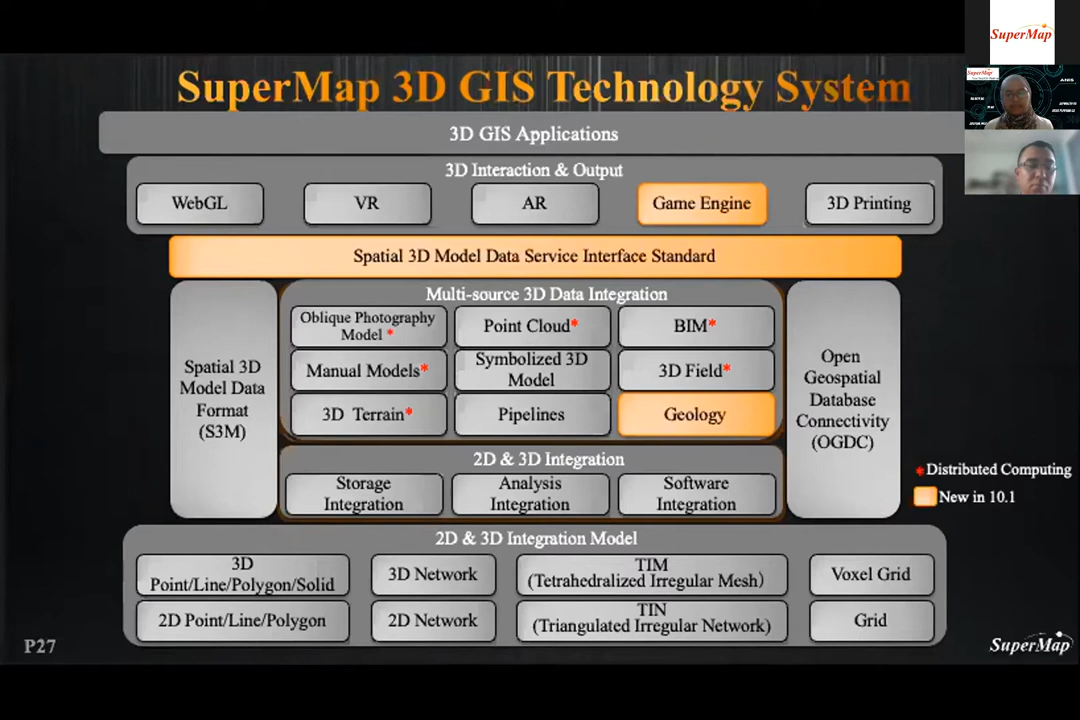 SuperMap
SuperMap 3D GIS Technology System
3D GIS Applications
3D Interaction & Output
WebGL
VR
AR
Game Engine
3D Printing
Spatial 3D Model Data Service Interface Standard
Spatial 3D
Model Data
Format
(S3M)
Multi-source 3D Data Integration
Oblique Photography
Model *
Point Cloud*
BIM*
Manual Models*
Symbolized 3D
Model
3D Field*
3D Terrain*
Pipelines
Geology
Open
Geospatial
Database
Connectivity
(OGDC)
2D & 3D Integration
Storage
Integration
Analysis
Integration
Software
Integration
* Distributed Computing
New in 10.1
2D & 3D Integration Model
3D
Point/Line/Polygon/Solid
3D Network
TIM
(Tetrahedralized Irregular Mesh)
Voxel Grid
2D Point/Line/Polygon
2D Network
TIN
(Triangulated Irregular Network)
Grid
P27
SuperMap
SuperMap